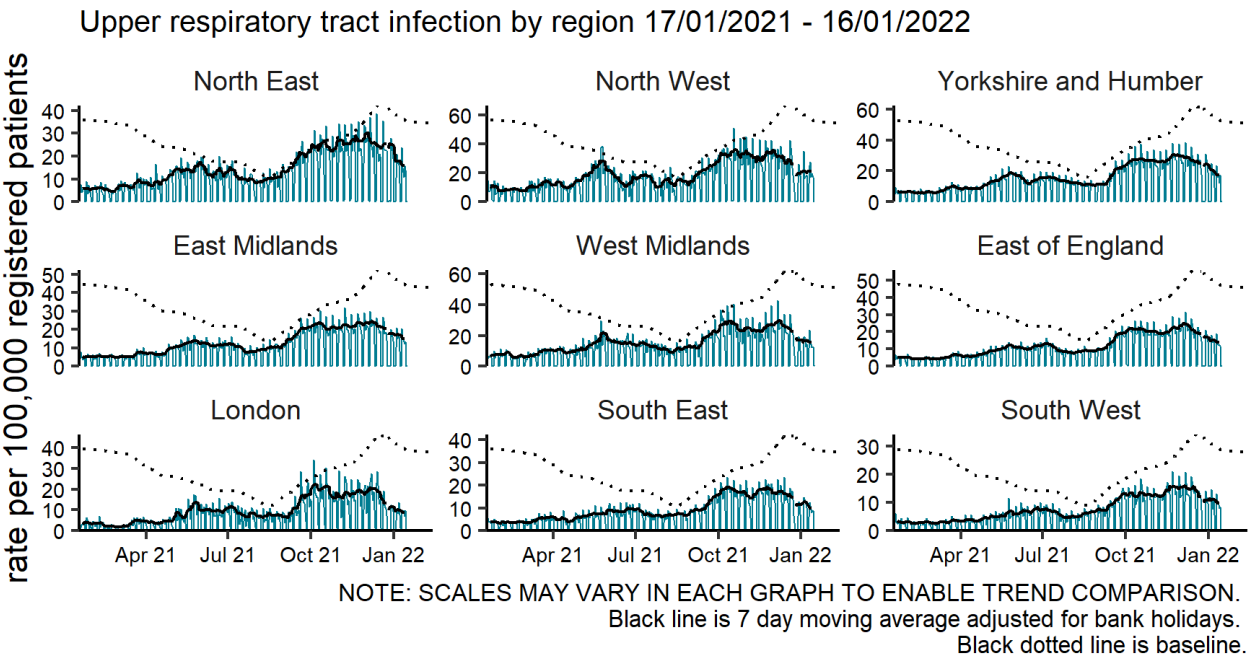 Upper respiratory tract infection by region 17/01/2021 - 16/01/2022
rate per 100,000 registered patients
North East
40
30
20
10
0
North West
60
40
20
0
Yorkshire and Humber
60
40
20
0
East Midlands
50
40
30
20
10
0
West Midlands
60
40
20
0
East of England
50
40
30
20
10
0
London
40
30
20
10
0
South East
40
30
20
10
0
South West
30
20
10
0
Apr 21 Jul 21 Oct 21 Jan 22
Apr 21 Jul 21 Oct 21 Jan 22
Apr 21 Jul 21 Oct 21 Jan 22
NOTE: SCALES MAY VARY IN EACH GRAPH TO ENABLE TREND COMPARISON.
Black line is 7 day moving average adjusted for bank holidays.
Black dotted line is baseline.